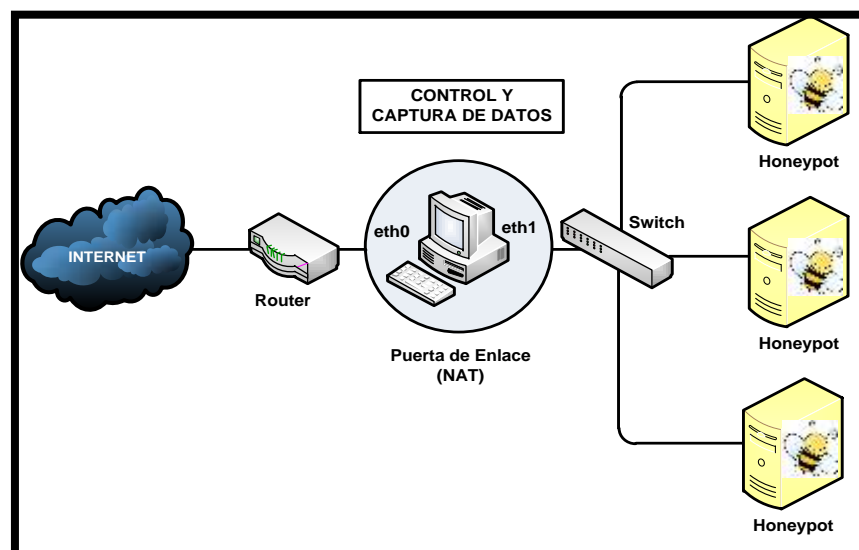 CONTROL Y
CAPTURA DE DATOS
Honeypot
INTERNET
Router
eth0
eth1
Switch
Puerta de Enlace
(NAT)
Honeypot
Honeypot